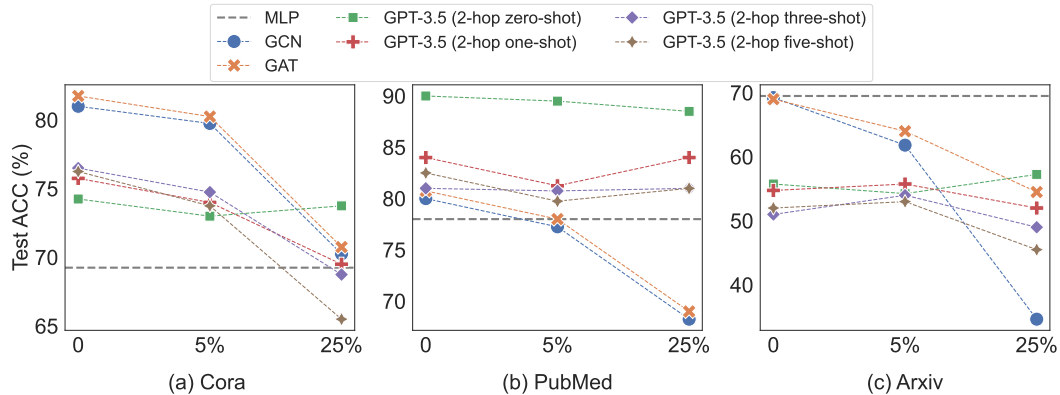 MLP
GCN
GAT
GPT-3.5 (2-hop zero-shot)
GPT-3.5 (2-hop one-shot)
GPT-3.5 (2-hop three-shot)
GPT-3.5 (2-hop five-shot)
Test ACC (%)
80
75
70
65
0 5% 25%
(a) Cora
90
85
80
75
70
0 5% 25%
(b) PubMed
70
60
50
40
0 5% 25%
(c) Arxiv